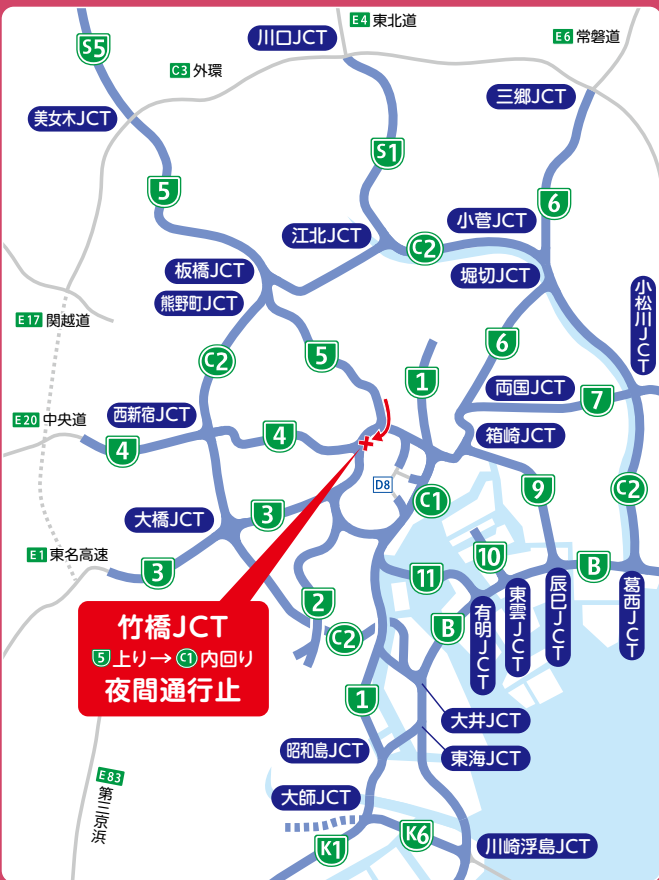 E4 東北道
川口JCT
E6 常磐道
S5
C3 外環
三郷JCT
美女木JCT
S1
5
6
小菅JCT
江北JCT
C2
板橋JCT
堀切JCT
熊野町JCT
小松川JCT
E17 関越道
C2
5
6
1
両国JCT
7
西新宿JCT
E20 中央道
4
4
箱崎JCT
D8
9
C2
C1
大橋JCT
3
E1 東名高速
3
10
B
11
2
有明JCT
東雲JCT
辰巳JCT
葛西JCT
竹橋JCT
5 上り→C1 内回り
夜間通行止
C2
B
1
大井JCT
昭和島JCT
東海JCT
E83 第三京浜
大師JCT
K1
K6
川崎浮島JCT